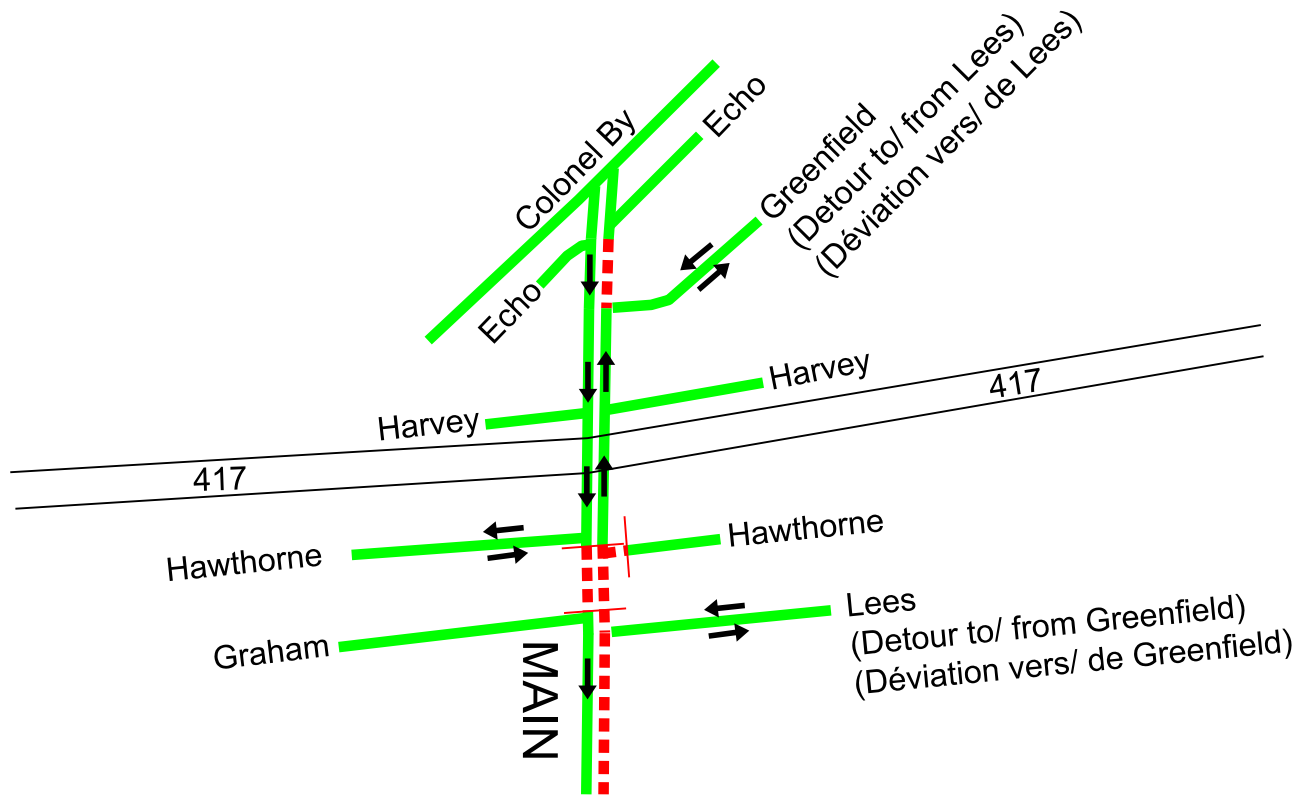 Colonel By
Echo
Greenfield
(Detour to/ from Lees)
(Déviation vers/ de Lees)
Echo
Harvey
Harvey
417
417
Hawthorne
Hawthorne
Graham
MAIN
Lees
(Detour to/ from Greenfield)
(Déviation vers/ de Greenfield)